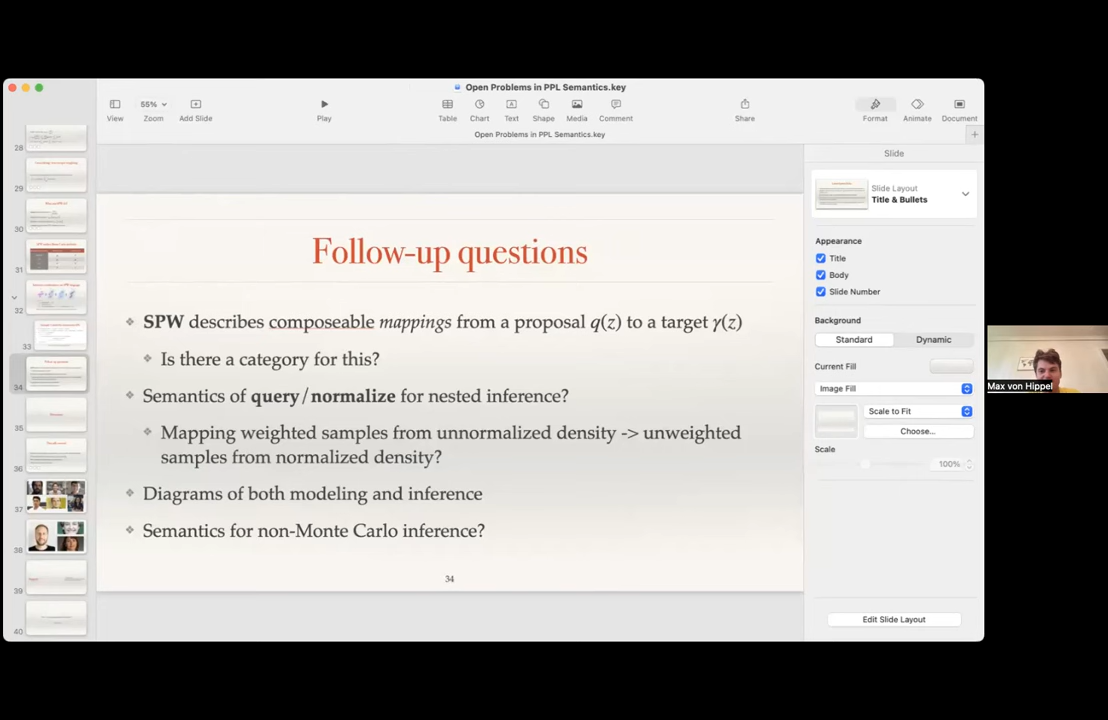 Open Problems in PPL Semantics.key
55%
View
Zoom
Add Slide
Play
Table
Chart
Text
Shape
Media
Comment
Share
Format
Animate
Document
Open Problems in PPL Semantics.key
28
29
30
31
32
33
34
35
36
37
38
39
40
Follow-up questions
SPW describes composeable mappings from a proposal q(z) to a target γ(z)
Is there a category for this?
Semantics of query/normalize for nested inference?
Mapping weighted samples from unnormalized density -> unweighted
samples from normalized density?
Diagrams of both modeling and inference
Semantics for non-Monte Carlo inference?
34
Slide
Slide Layout
Title & Bullets
Appearance
Title
Body
Slide Number
Background
Standard
Dynamic
Current Fill
Image Fill
Scale to Fit
Choose...
Scale
100%
Edit Slide Layout
Max von Hippel